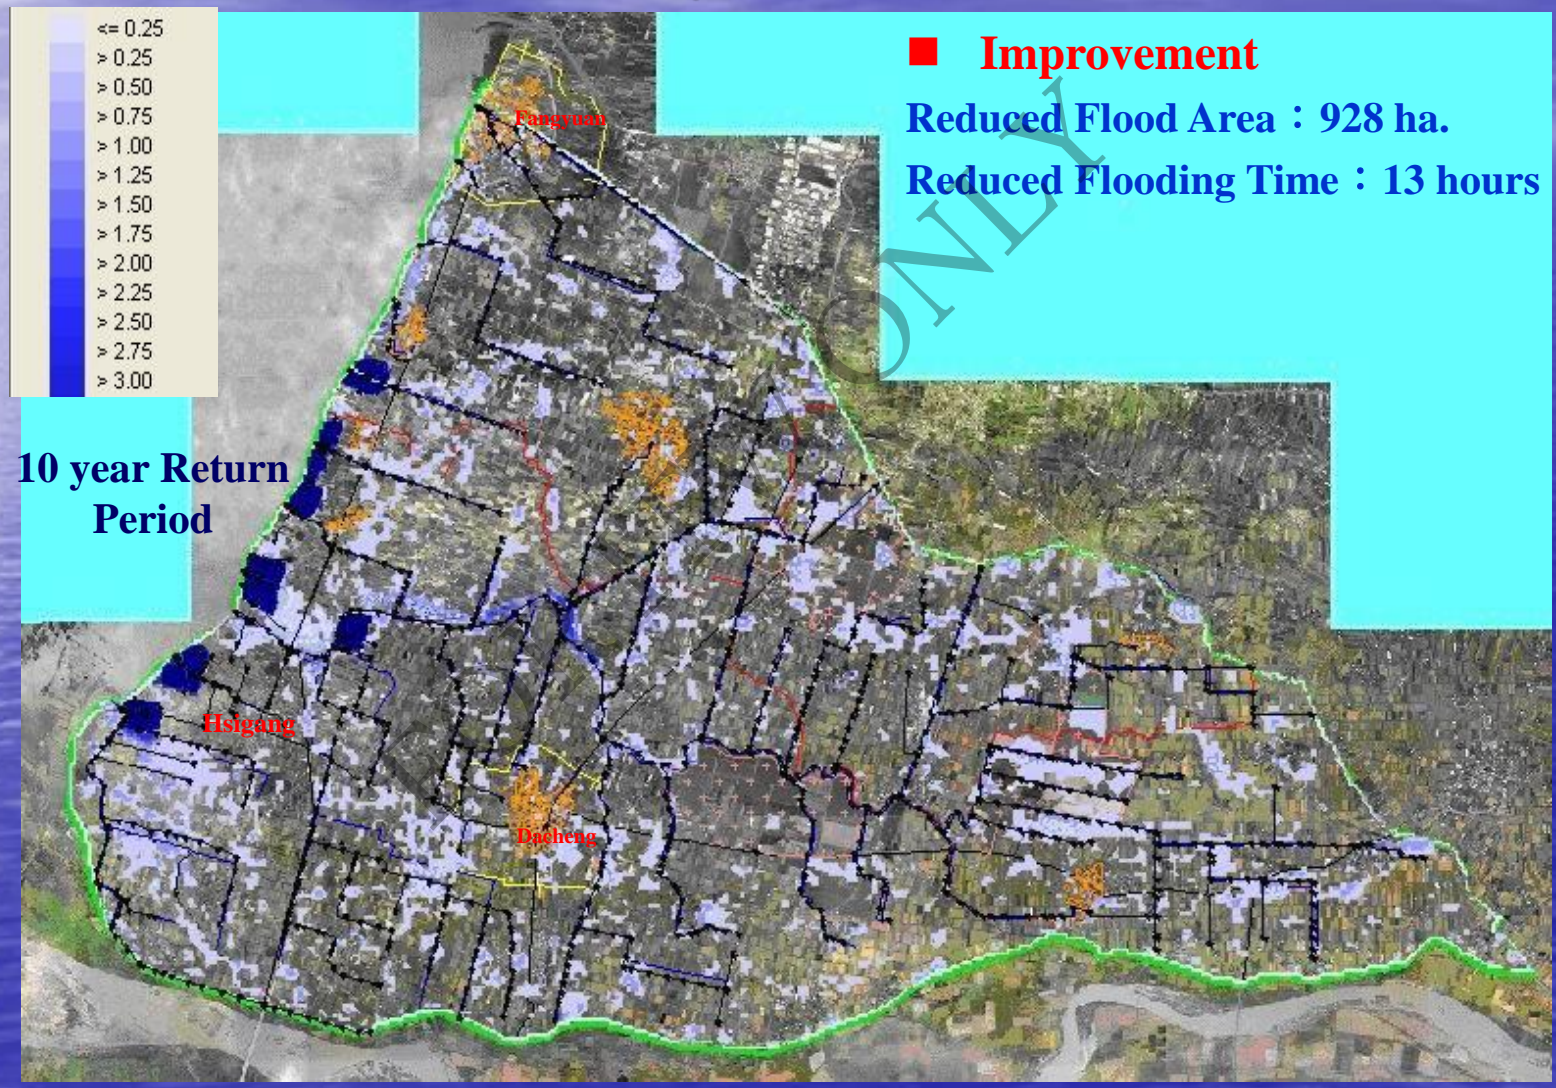 <= 0.25
> 0.25
> 0.50
> 0.75
> 1.00
> 1.25
> 1.50
> 1.75
> 2.00
> 2.25
> 2.50
> 2.75
> 3.00
■ Improvement
Reduced Flood Area：928 ha.
Reduced Flooding Time：13 hours
Fangyuan
10 year Return
Period
Hsigang
Dacheng
ONLY